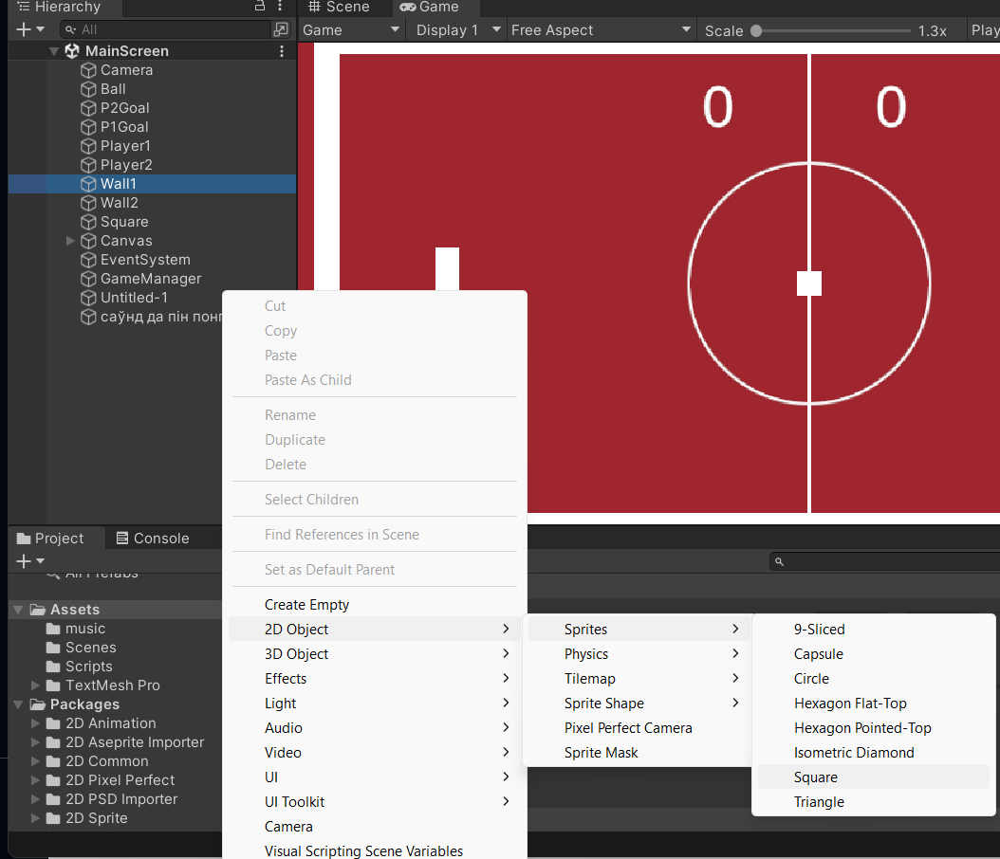 Hierarchy
All
MainScreen
Camera
Ball
P2Goal
P1Goal
Player1
Player2
Wall1
Wall2
Square
Canvas
EventSystem
GameManager
Untitled-1
саўнд да пін понг
Scene
Game
Game
Display 1
Free Aspect
Scale
1.3x
Play
0
0
Cut
Copy
Paste
Paste As Child
Rename
Duplicate
Delete
Select Children
Find References in Scene
Set as Default Parent
Create Empty
2D Object
3D Object
Effects
Light
Audio
Video
UI
UI Toolkit
Camera
Visual Scripting Scene Variables
Sprites
Physics
Tilemap
Sprite Shape
Pixel Perfect Camera
Sprite Mask
9-Sliced
Capsule
Circle
Hexagon Flat-Top
Hexagon Pointed-Top
Isometric Diamond
Square
Triangle
Project
Console
All Prefabs
Assets
music
Scenes
Scripts
TextMesh Pro
Packages
2D Animation
2D Aseprite Importer
2D Common
2D Pixel Perfect
2D PSD Importer
2D Sprite